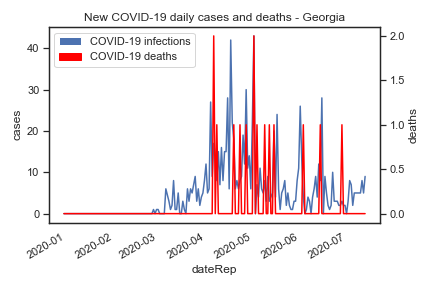 New COVID-19 daily cases and deaths - Georgia
COVID-19 infections
COVID-19 deaths
cases
40
30
20
10
0
deaths
2.0
1.5
1.0
0.5
0.0
2020-01
2020-02
2020-03
2020-04
2020-05
2020-06
2020-07
dateRep